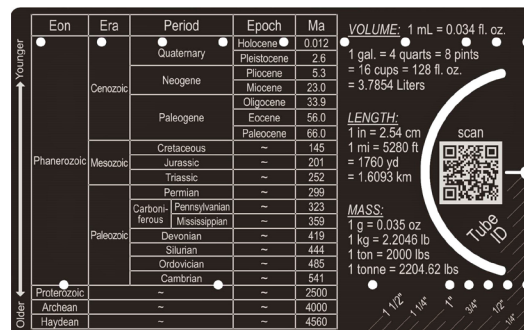 Eon Era Period Epoch Ma
Younger
Older
Phanerozoic
Cenozoic
Quaternary
Holocene 0.012
Pleistocene 2.6
Neogene
Pliocene 5.3
Miocene 23.0
Paleogene
Oligocene 33.9
Eocene 56.0
Paleocene 66.0
Mesozoic
Cretaceous ~ 145
Jurassic ~ 201
Triassic ~ 252
Paleozoic
Permian ~ 299
Carboni-
ferous
Pennsylvanian ~ 323
Mississippian ~ 359
Devonian ~ 419
Silurian ~ 444
Ordovician ~ 485
Cambrian ~ 541
Proterozoic ~ ~ 2500
Archean ~ ~ 4000
Haydean ~ ~ 4560
VOLUME: 1 mL = 0.034 fl. oz.
1 gal. = 4 quarts = 8 pints
= 16 cups = 128 fl. oz.
= 3.7854 Liters
LENGTH:
1 in = 2.54 cm
1 mi = 5280 ft
= 1760 yd
= 1.6093 km
MASS:
1 g = 0.035 oz
1 kg = 2.2046 lb
1 ton = 2000 lbs
1 tonne = 2204.62 lbs
scan
Tube
ID
1 1/2" 1 1/4" 1" 3/4" 1/2" 1/4"